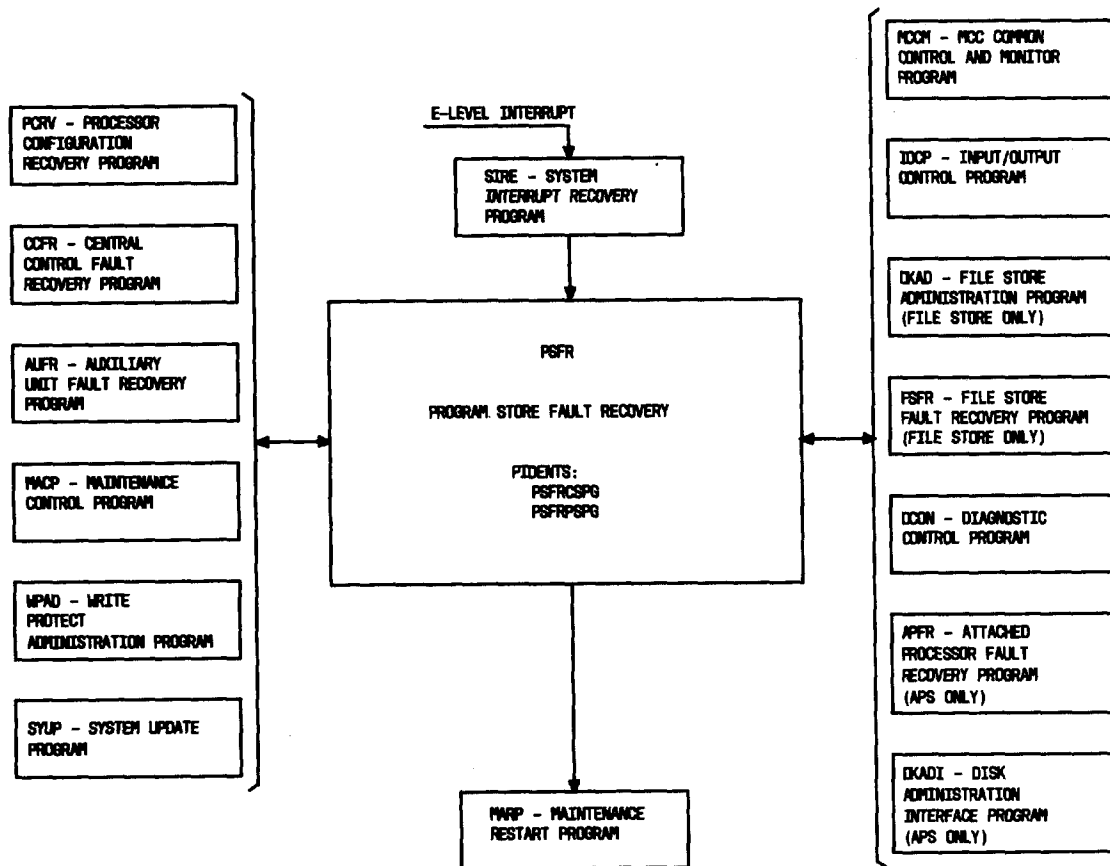 PCRV - PROCESSOR
CONFIGURATION
RECOVERY PROGRAM
CCFR - CENTRAL
CONTROL FAULT
RECOVERY PROGRAM
AUFR - AUXILIARY
UNIT FAULT RECOVERY
PROGRAM
MACP - MAINTENANCE
CONTROL PROGRAM
WPAD - WRITE
PROTECT
ADMINISTRATION PROGRAM
SYUP - SYSTEM UPDATE
PROGRAM
E-LEVEL INTERRUPT
SIRE - SYSTEM
INTERRUPT RECOVERY
PROGRAM
PSFR
PROGRAM STORE FAULT RECOVERY
PIDENTS:
PSFRCSPG
PSFRPSPG
MARP - MAINTENANCE
RESTART PROGRAM
MCCM - MCC COMMON
CONTROL AND MONITOR
PROGRAM
IOCP - INPUT/OUTPUT
CONTROL PROGRAM
DKAD - FILE STORE
ADMINISTRATION PROGRAM
(FILE STORE ONLY)
FSFR - FILE STORE
FAULT RECOVERY PROGRAM
(FILE STORE ONLY)
DCON - DIAGNOSTIC
CONTROL PROGRAM
APFR - ATTACHED
PROCESSOR FAULT
RECOVERY PROGRAM
(APS ONLY)
DKADI - DISK
ADMINISTRATION
INTERFACE PROGRAM
(APS ONLY)